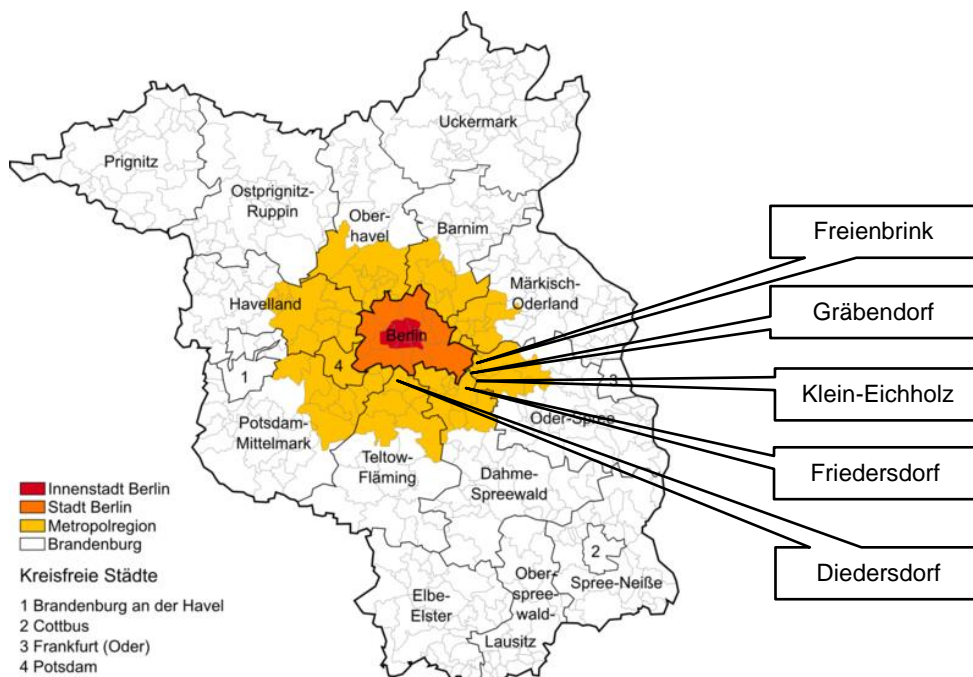 Uckermark
Prignitz
Ostprignitz-
Ruppin
Ober-
havel
Barnim
Märkisch-
Oderland
Havelland
Berlin
1
4
3
Potsdam-
Mittelmark
Oder-Spree
Teltow-
Fläming
Dahme-
Spreewald
2
Spree-Neiße
Elbe-
Elster
Ober-
spree-
wald-
Lausitz
Freienbrink
Gräbendorf
Klein-Eichholz
Friedersdorf
Diedersdorf
Innenstadt Berlin
Stadt Berlin
Metropolregion
Brandenburg
Kreisfreie Städte
1 Brandenburg an der Havel
2 Cottbus
3 Frankfurt (Oder)
4 Potsdam